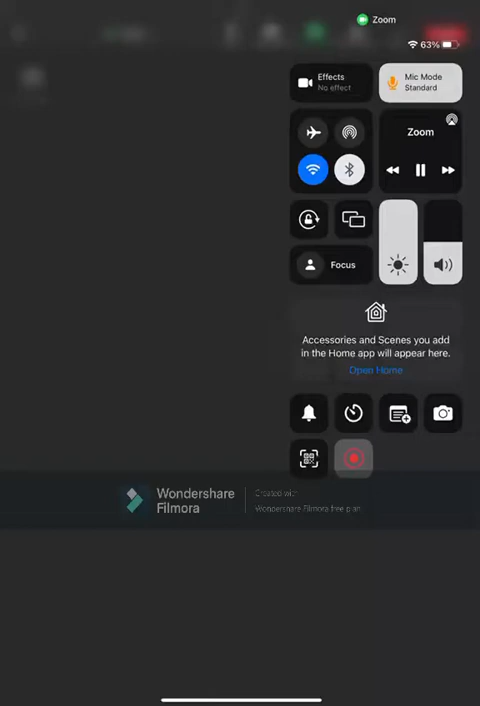 Zoom
63%
Effects
No effect
Mic Mode
Standard
Zoom
Focus
Accessories and Scenes you add
in the Home app will appear here.
Open Home
Wondershare
Filmora
Created with
Wondershare Filmora free plan